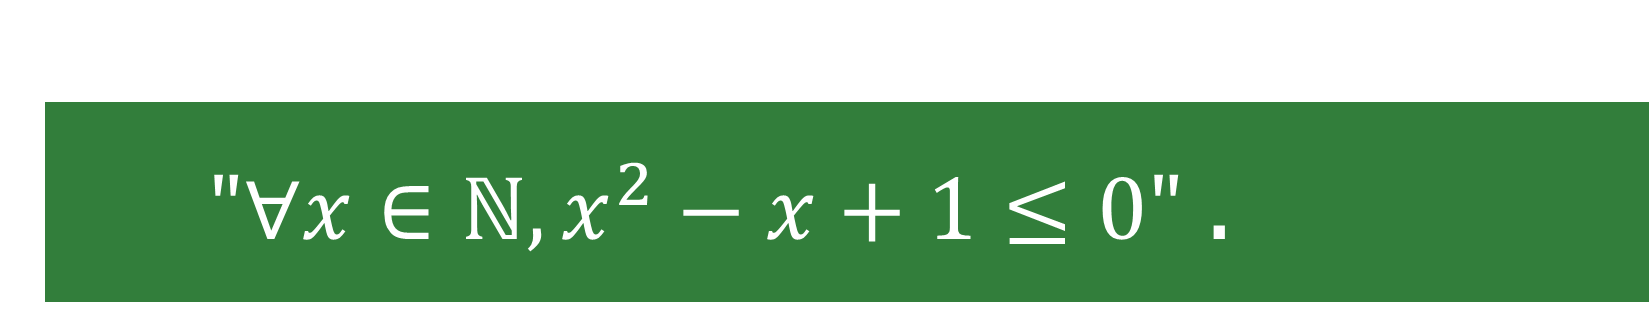 "∀x ∈ ℕ, x² − x + 1 ≤ 0" .